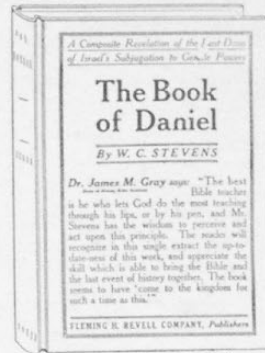 A Composite Revelation of the Last Days
of Israel's Subjugation to Gentile Powers
The Book
of Daniel
By W. C. STEVENS
Dr. James M. Gray says: "The best
Bible teacher
is he who lets God do the most teaching
through his lips, or by his pen, and Mr.
Stevens has the wisdom to perceive and
act upon this principle. The reader will
recognize in this single extract the up-to-
date-ness of this work, and appreciate the
skill which is able to bring the Bible and
the last event of history together. The book
seems to have 'come to the kingdom for
such a time as this.'"
FLEMING H. REVELL COMPANY, Publishers